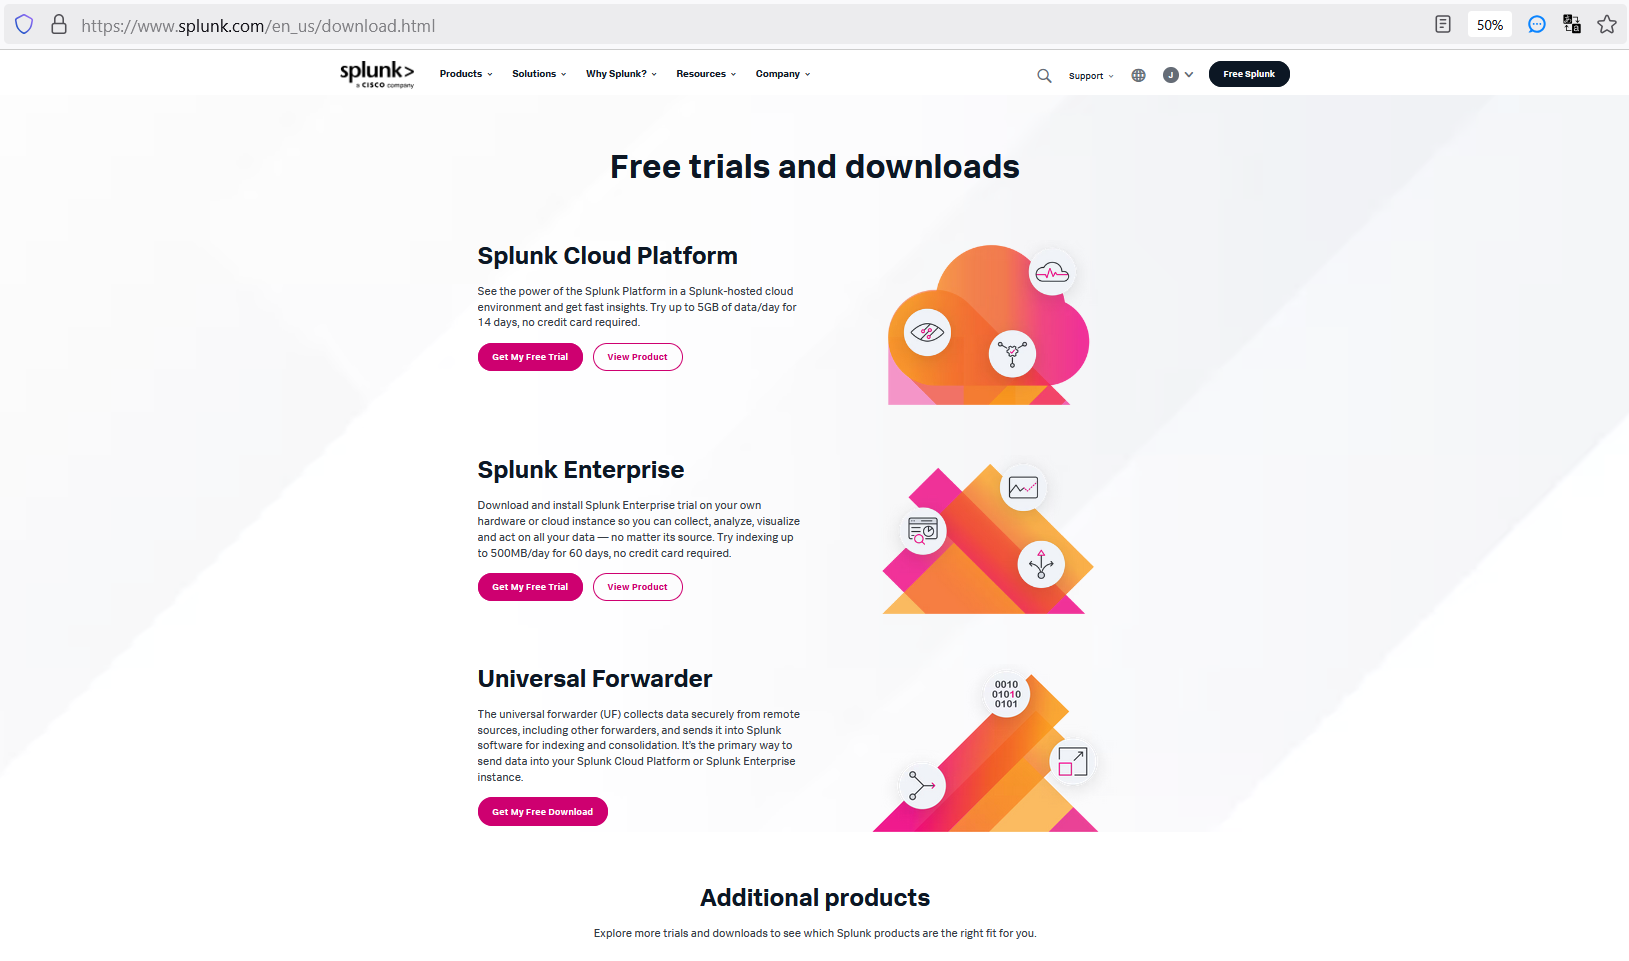 https://www.splunk.com/en_us/download.html
50%
splunk>
a CISCO company
Products
Solutions
Why Splunk?
Resources
Company
Support
J
Free Splunk
Free trials and downloads
Splunk Cloud Platform
See the power of the Splunk Platform in a Splunk-hosted cloud
environment and get fast insights. Try up to 5GB of data/day for
14 days, no credit card required.
Get My Free Trial
View Product
Splunk Enterprise
Download and install Splunk Enterprise trial on your own
hardware or cloud instance so you can collect, analyze, visualize
and act on all your data — no matter its source. Try indexing up
to 500MB/day for 60 days, no credit card required.
Get My Free Trial
View Product
Universal Forwarder
The universal forwarder (UF) collects data securely from remote
sources, including other forwarders, and sends it into Splunk
software for indexing and consolidation. It's the primary way to
send data into your Splunk Cloud Platform or Splunk Enterprise
instance.
Get My Free Download
0010
01010
0101
Additional products
Explore more trials and downloads to see which Splunk products are the right fit for you.